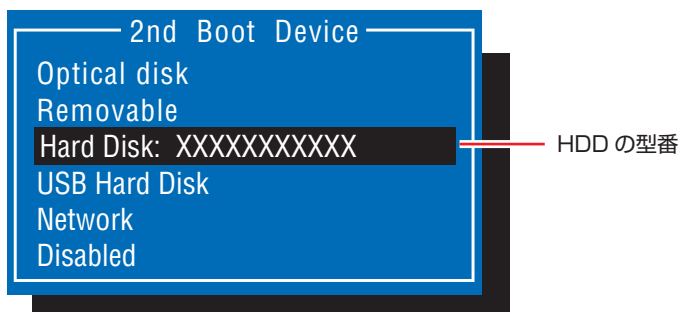 2nd Boot Device
Optical disk
Removable
Hard Disk: XXXXXXXXXXX
HDD の型番
USB Hard Disk
Network
Disabled